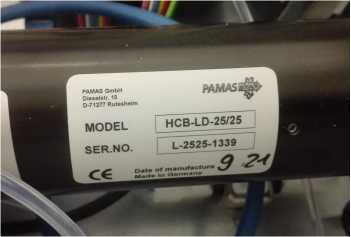 PAMAS GmbH
Dieselstr. 10
D-71277 Rutesheim
PAMAS
MODEL HCB-LD-25/25
SER.NO. L-2525-1339
CE Date of manufacture 9 21
Made in Germany